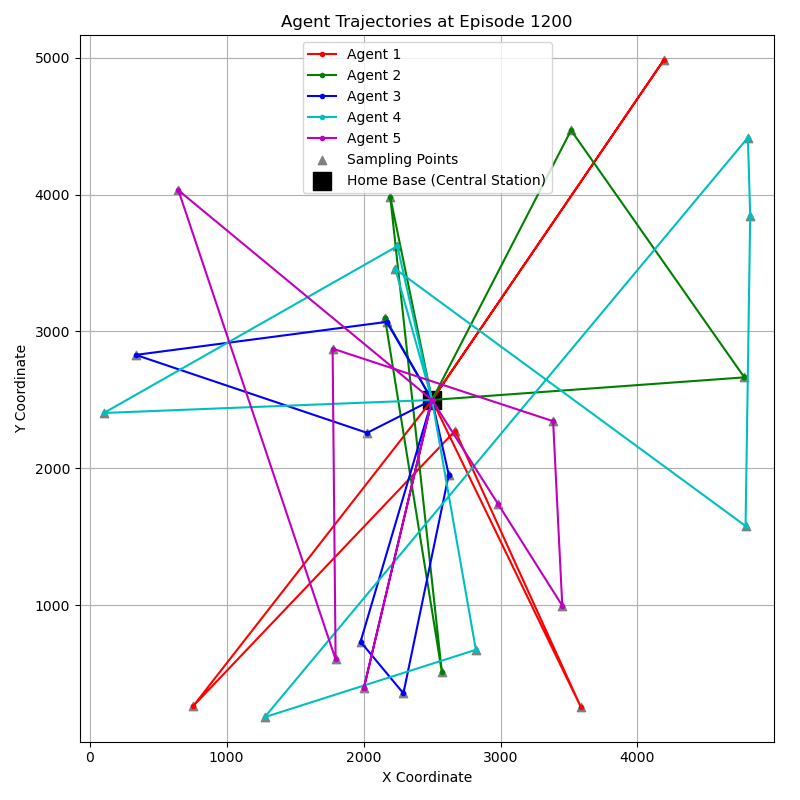 Agent Trajectories at Episode 1200
Agent 1
Agent 2
Agent 3
Agent 4
Agent 5
Sampling Points
Home Base (Central Station)
Y Coordinate
5000
4000
3000
2000
1000
0 1000 2000 3000 4000
X Coordinate